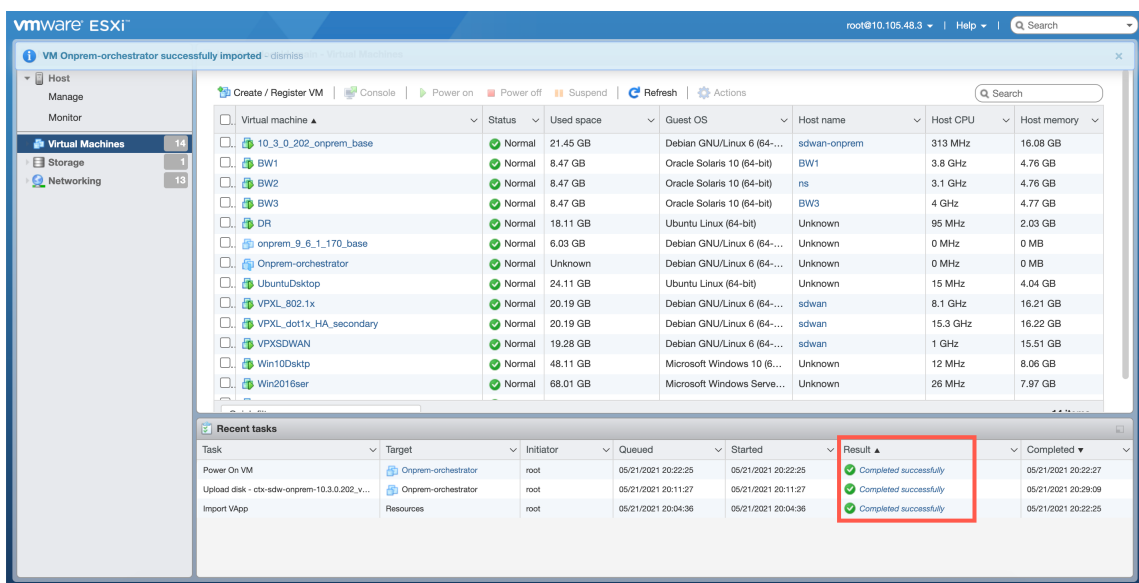 vmware ESXi™
root@10.105.48.3 | Help | Search
VM Onprem-orchestrator successfully imported - dismiss
Host
Manage
Monitor
Virtual Machines 14
Storage 1
Networking 13
Create / Register VM | Console | Power on Power off Suspend | Refresh | Actions
Search
Virtual machine Status Used space Guest OS Host name Host CPU Host memory
10_3_0_202_onprem_base Normal 21.45 GB Debian GNU/Linux 6 (64-... sdwan-onprem 313 MHz 16.08 GB
BW1 Normal 8.47 GB Oracle Solaris 10 (64-bit) BW1 3.8 GHz 4.76 GB
BW2 Normal 8.47 GB Oracle Solaris 10 (64-bit) ns 3.1 GHz 4.76 GB
BW3 Normal 8.47 GB Oracle Solaris 10 (64-bit) BW3 4 GHz 4.77 GB
DR Normal 18.11 GB Ubuntu Linux (64-bit) Unknown 95 MHz 2.03 GB
onprem_9_6_1_170_base Normal 6.03 GB Debian GNU/Linux 6 (64-... Unknown 0 MHz 0 MB
Onprem-orchestrator Normal Unknown Debian GNU/Linux 6 (64-... Unknown 0 MHz 0 MB
UbuntuDsktop Normal 24.11 GB Ubuntu Linux (64-bit) Unknown 15 MHz 4.04 GB
VPXL_802.1x Normal 20.19 GB Debian GNU/Linux 6 (64-... sdwan 8.1 GHz 16.21 GB
VPXL_dot1x_HA_secondary Normal 20.19 GB Debian GNU/Linux 6 (64-... sdwan 15.3 GHz 16.22 GB
VPXSDWAN Normal 19.28 GB Debian GNU/Linux 6 (64-... sdwan 1 GHz 15.51 GB
Win10Dsktp Normal 48.11 GB Microsoft Windows 10 (6... Unknown 12 MHz 8.06 GB
Win2016ser Normal 68.01 GB Microsoft Windows Serve... Unknown 26 MHz 7.97 GB
Recent tasks
Task Target Initiator Queued Started Result Completed
Power On VM Onprem-orchestrator root 05/21/2021 20:22:25 05/21/2021 20:22:25 Completed successfully 05/21/2021 20:22:27
Upload disk - ctx-sdw-onprem-10.3.0.202_v... Onprem-orchestrator root 05/21/2021 20:11:27 05/21/2021 20:11:27 Completed successfully 05/21/2021 20:29:09
Import VApp Resources root 05/21/2021 20:04:36 05/21/2021 20:04:36 Completed successfully 05/21/2021 20:22:25